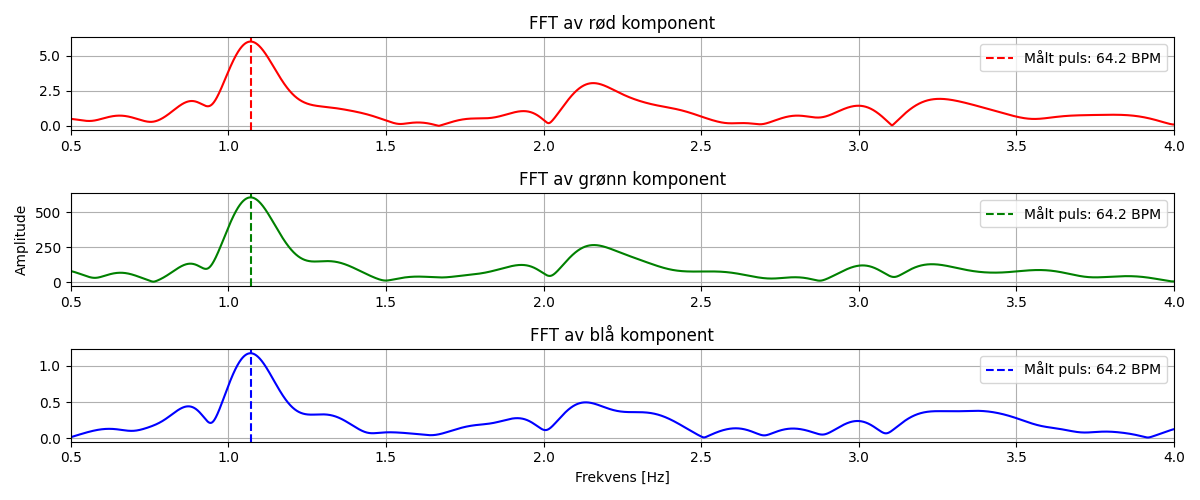 FFT av rød komponent
5.0
2.5
0.0
Målt puls: 64.2 BPM
0.5 1.0 1.5 2.0 2.5 3.0 3.5 4.0
FFT av grønn komponent
Amplitude
500
250
0
Målt puls: 64.2 BPM
0.5 1.0 1.5 2.0 2.5 3.0 3.5 4.0
FFT av blå komponent
1.0
0.5
0.0
Målt puls: 64.2 BPM
0.5 1.0 1.5 2.0 2.5 3.0 3.5 4.0
Frekvens [Hz]